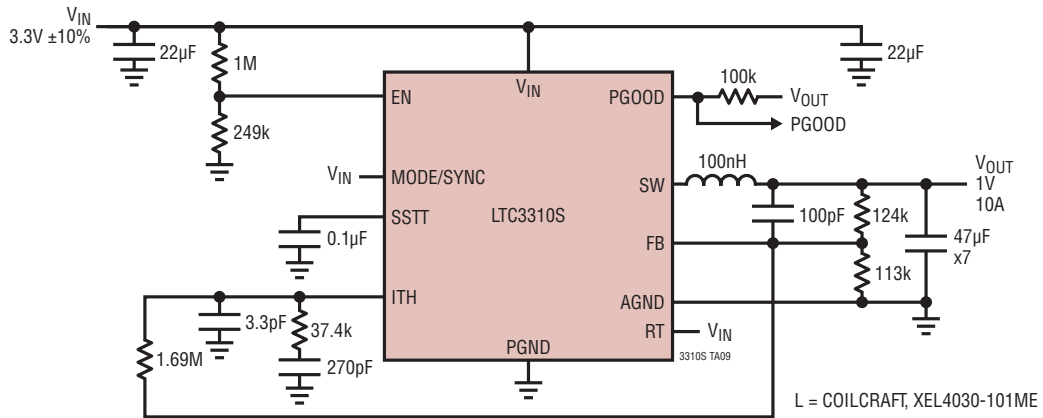 VIN
3.3V ±10%
22µF
1M
249k
VIN
EN
PGOOD
100k
VOUT
PGOOD
22µF
VIN
MODE/SYNC
SSTT
0.1µF
LTC3310S
SW
100nH
VOUT
1V
10A
100pF
124k
47µF
x7
FB
113k
ITH
AGND
3.3pF
37.4k
RT
VIN
1.69M
270pF
PGND
3310S TA09
L = COILCRAFT, XEL4030-101ME